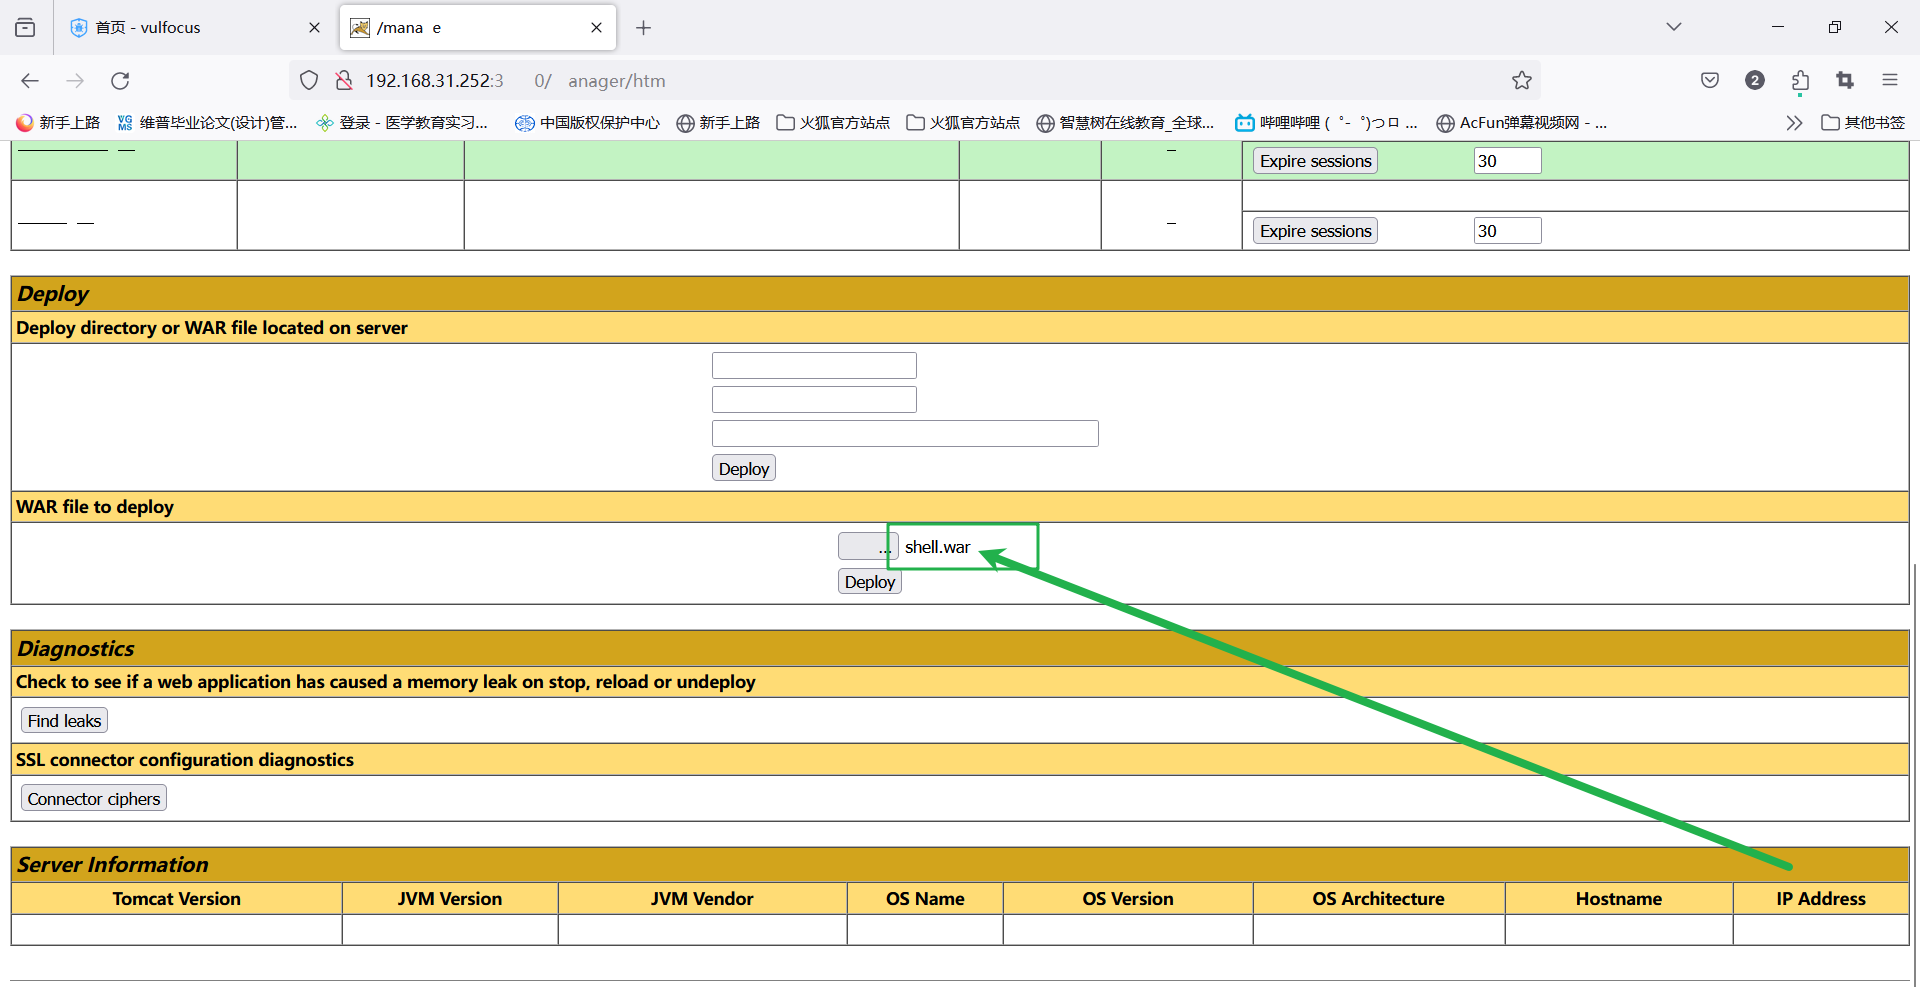 首页 - vulfocus
/mana e
192.168.31.252:3 0/ anager/htm
2
新手上路 维普毕业论文(设计)管... 登录 - 医学教育实习... 中国版权保护中心 新手上路 火狐官方站点 火狐官方站点 智慧树在线教育_全球... 哔哩哔哩 ( ゜- ゜)つロ ... AcFun弹幕视频网 - ... 其他书签
Expire sessions 30
Expire sessions 30
Deploy
Deploy directory or WAR file located on server
Deploy
WAR file to deploy
... shell.war
Deploy
Diagnostics
Check to see if a web application has caused a memory leak on stop, reload or undeploy
Find leaks
SSL connector configuration diagnostics
Connector ciphers
Server Information
Tomcat Version JVM Version JVM Vendor OS Name OS Version OS Architecture Hostname IP Address